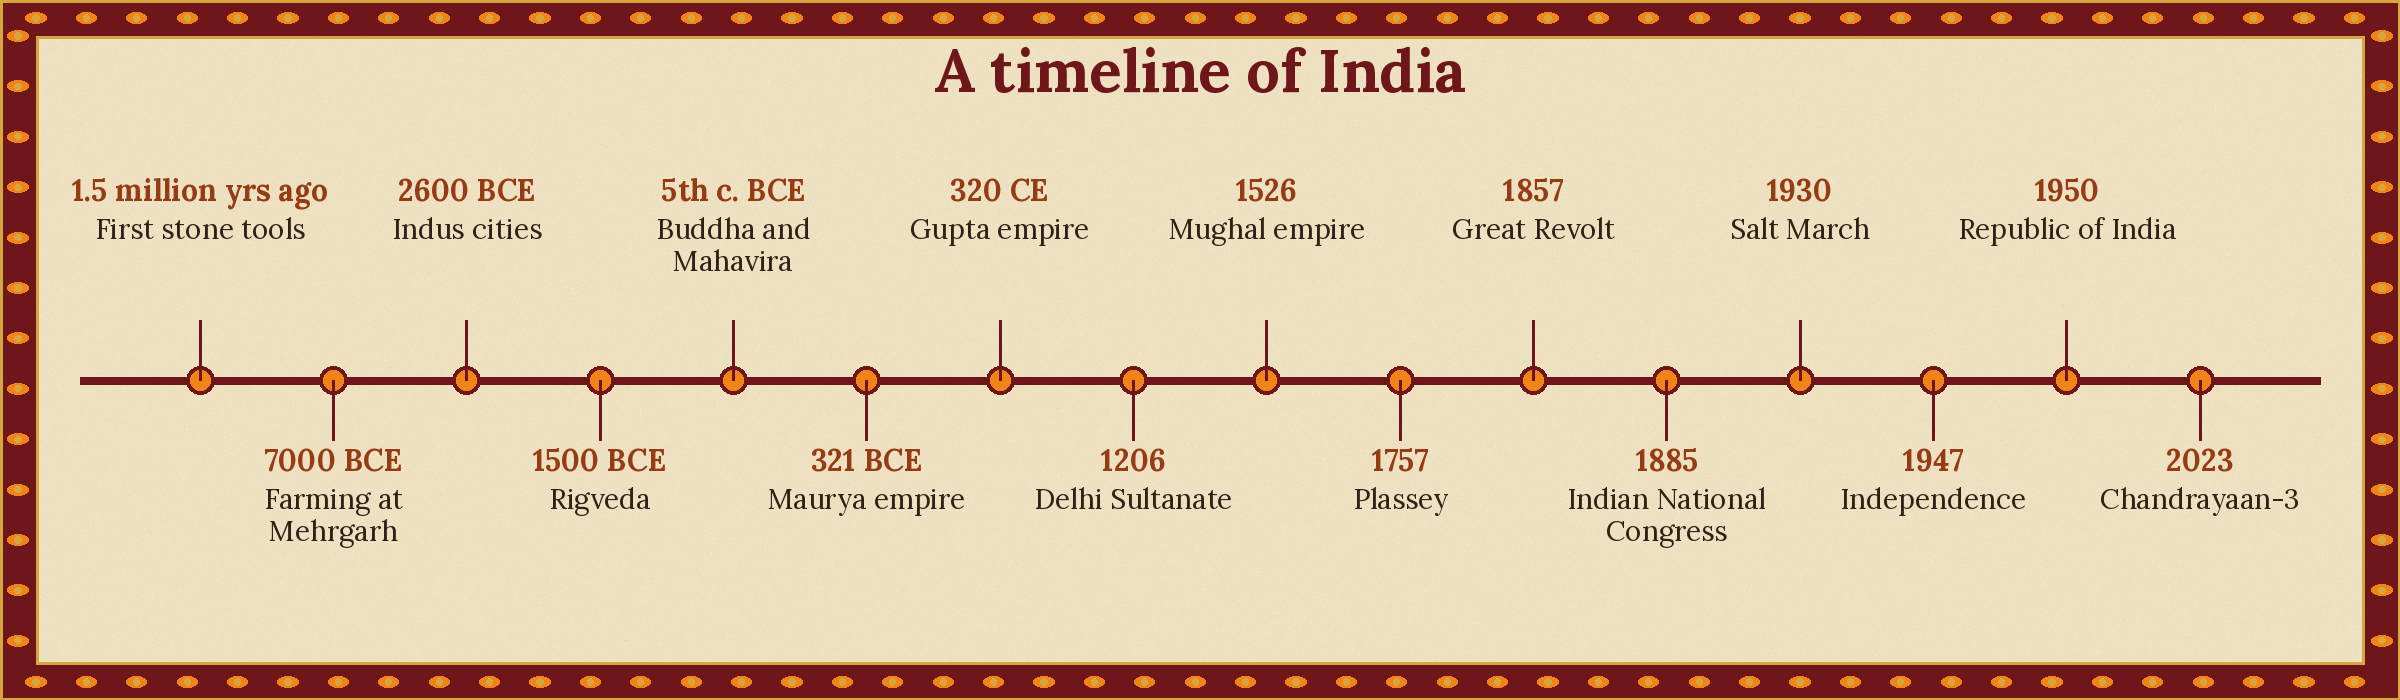 A timeline of India
1.5 million yrs ago
First stone tools
2600 BCE
Indus cities
5th c. BCE
Buddha and
Mahavira
320 CE
Gupta empire
1526
Mughal empire
1857
Great Revolt
1930
Salt March
1950
Republic of India
7000 BCE
Farming at
Mehrgarh
1500 BCE
Rigveda
321 BCE
Maurya empire
1206
Delhi Sultanate
1757
Plassey
1885
Indian National
Congress
1947
Independence
2023
Chandrayaan-3